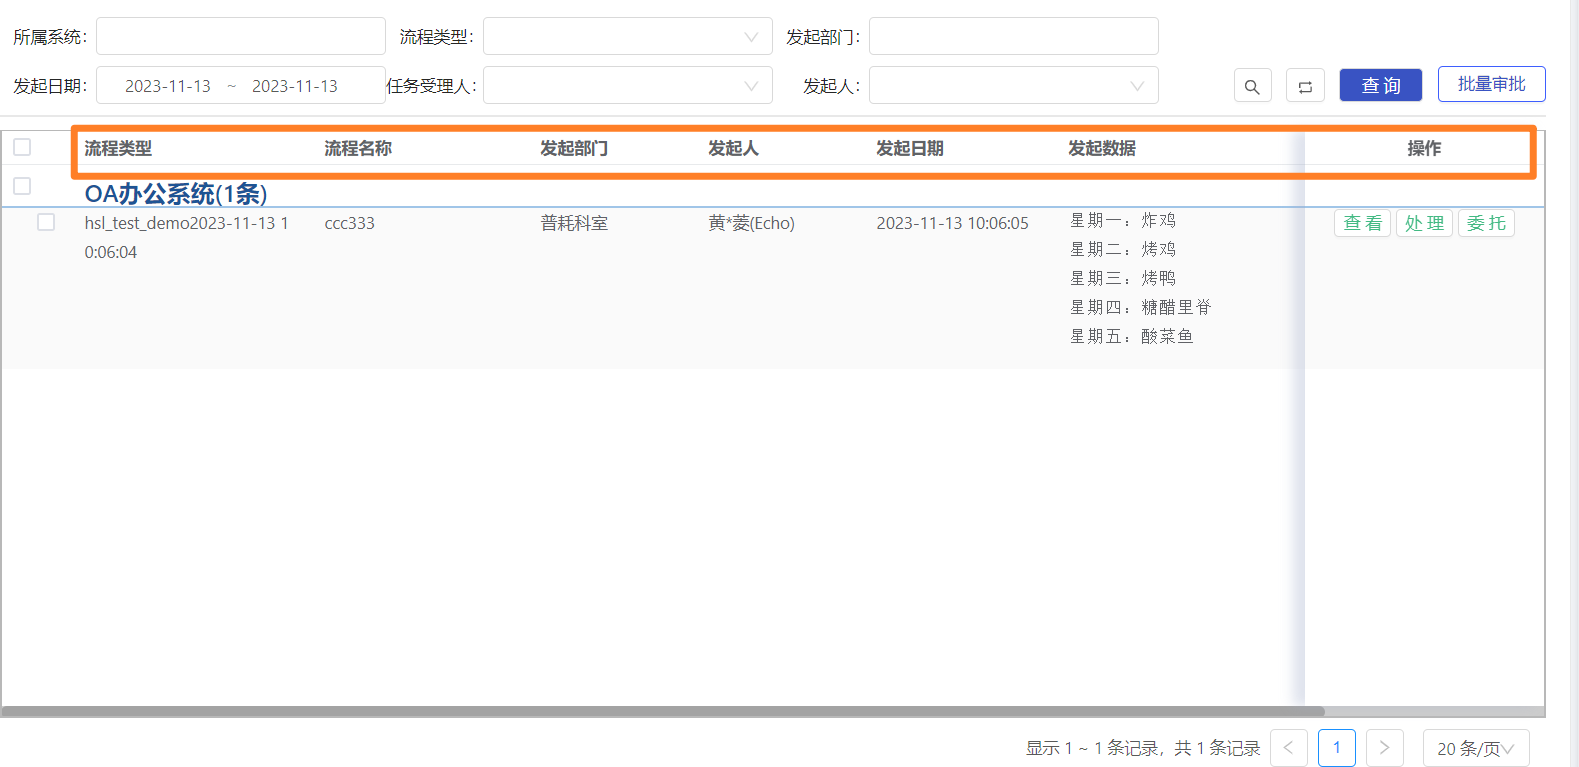 所属系统： 流程类型： 发起部门：
发起日期： 2023-11-13 ~ 2023-11-13 任务受理人： 发起人： 查 询 批量审批
流程类型 流程名称 发起部门 发起人 发起日期 发起数据 操作
OA办公系统(1条)
hsl_test_demo2023-11-13 1 ccc333 普耗科室 黄*菱(Echo) 2023-11-13 10:06:05 星期一：炸鸡 查 看 处 理 委 托
0:06:04 星期二：烤鸡
星期三：烤鸭
星期四：糖醋里脊
星期五：酸菜鱼
显示 1 ~ 1 条记录，共 1 条记录 < 1 > 20 条/页